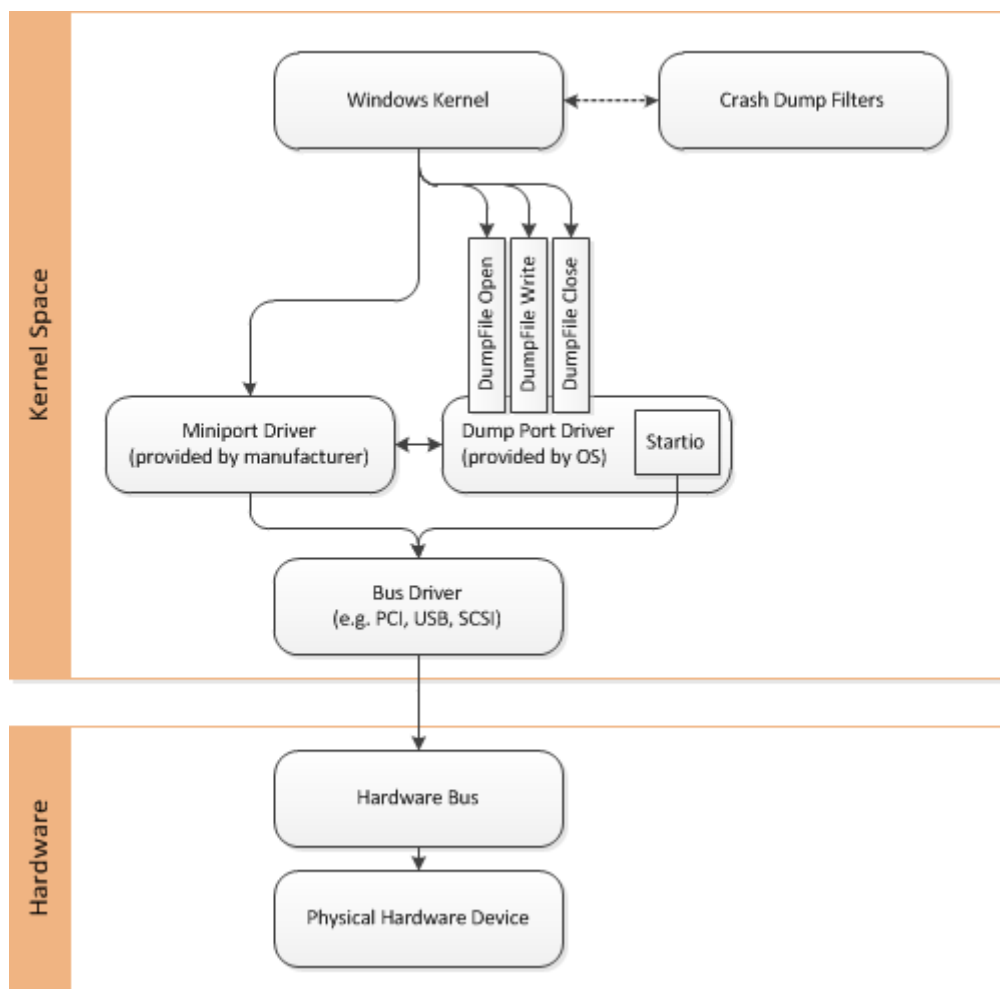 Kernel Space
Windows Kernel
Crash Dump Filters
DumpFile Open
DumpFile Write
DumpFile Close
Miniport Driver
(provided by manufacturer)
Dump Port Driver
(provided by OS)
Startio
Bus Driver
(e.g. PCI, USB, SCSI)
Hardware
Hardware Bus
Physical Hardware Device